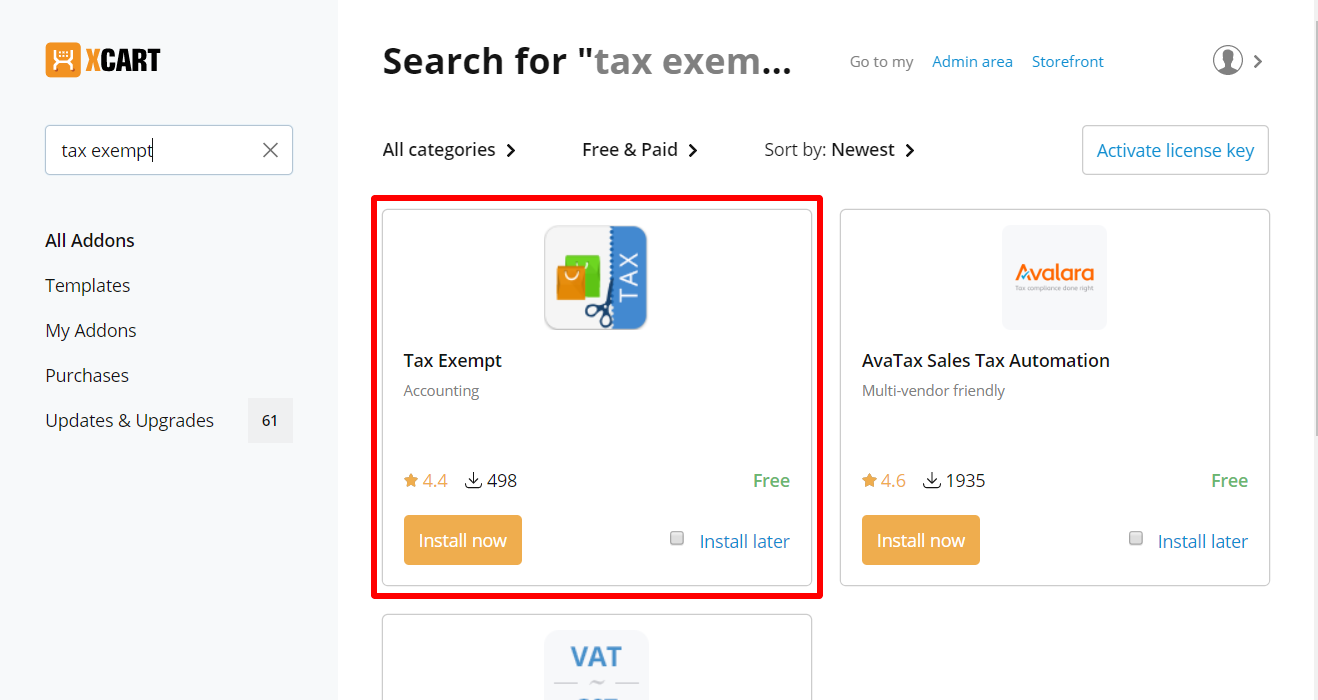 XCART
Search for "tax exem...
Go to my Admin area Storefront
tax exempt
All categories
Free & Paid
Sort by: Newest
Activate license key
All Addons
Templates
My Addons
Purchases
Updates & Upgrades 61
TAX
Tax Exempt
Accounting
4.4 498 Free
Install now Install later
Avalara
Tax compliance done right
AvaTax Sales Tax Automation
Multi-vendor friendly
4.6 1935 Free
Install now Install later
VAT